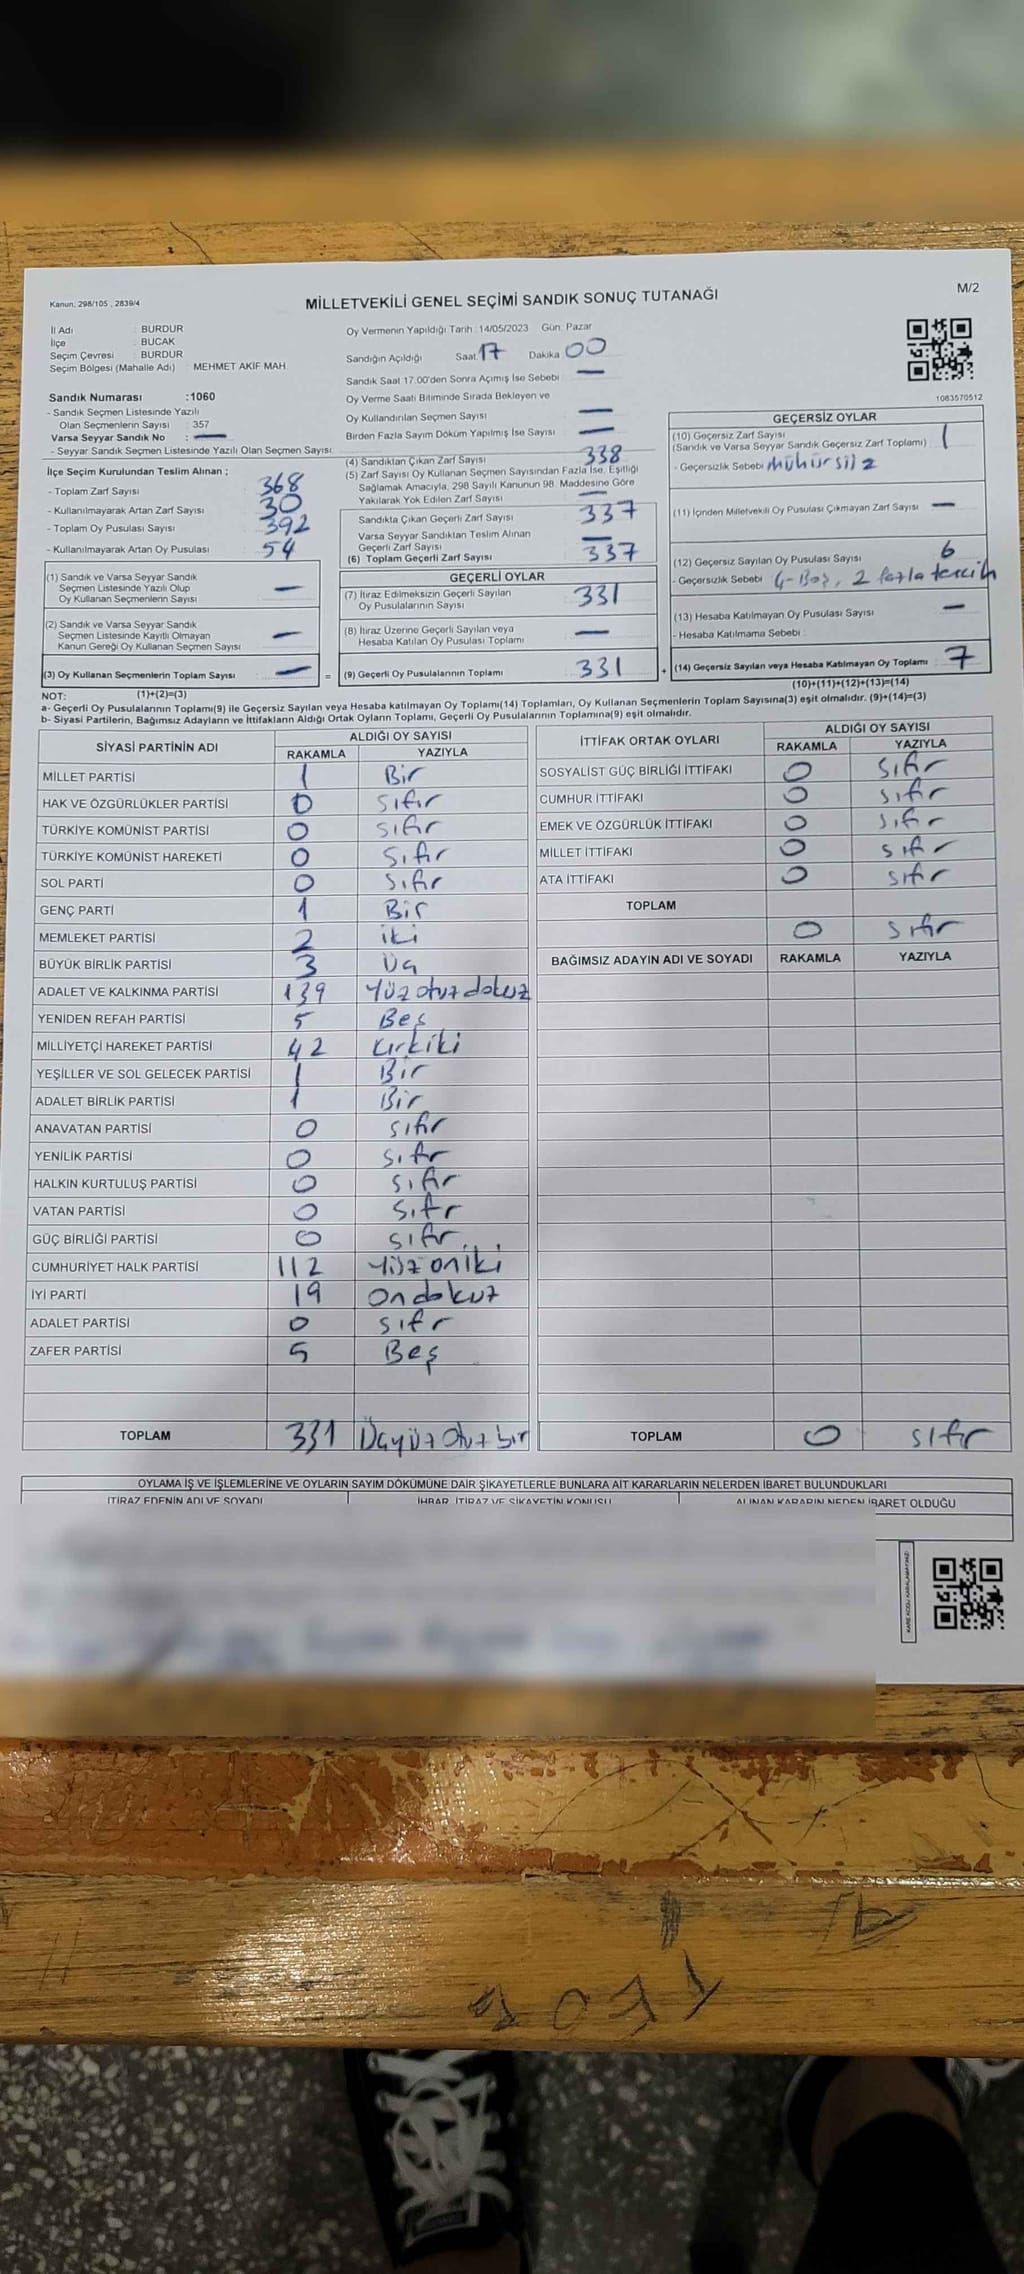 Kanun; 298/105 , 2839/4
MİLLETVEKİLİ GENEL SEÇİMİ SANDIK SONUÇ TUTANAĞI
M/2
İl Adı : BURDUR
İlçe : BUCAK
Seçim Çevresi : BURDUR
Seçim Bölgesi (Mahalle Adı) : MEHMET AKİF MAH.
Sandık Numarası :1060
- Sandık Seçmen Listesinde Yazılı
Olan Seçmenlerin Sayısı : 357
Varsa Seyyar Sandık No : —
- Seyyar Sandık Seçmen Listesinde Yazılı Olan Seçmen Sayısı:
İlçe Seçim Kurulundan Teslim Alınan ;
- Toplam Zarf Sayısı 368
- Kullanılmayarak Artan Zarf Sayısı 30
- Toplam Oy Pusulası Sayısı 392
- Kullanılmayarak Artan Oy Pusulası 54
(1) Sandık ve Varsa Seyyar Sandık
Seçmen Listesinde Yazılı Olup
Oy Kullanan Seçmenlerin Sayısı —
(2) Sandık ve Varsa Seyyar Sandık
Seçmen Listesinde Kayıtlı Olmayan
Kanun Gereği Oy Kullanan Seçmen Sayısı —
(3) Oy Kullanan Seçmenlerin Toplam Sayısı — =
Oy Vermenin Yapıldığı Tarih : 14/05/2023 Gün: Pazar
Sandığın Açıldığı Saat 17 Dakika 00
Sandık Saat 17.00'den Sonra Açılmış İse Sebebi : —
Oy Verme Saati Bitiminde Sırada Bekleyen ve
Oy Kullandırılan Seçmen Sayısı —
Birden Fazla Sayım Döküm Yapılmış İse Sayısı —
(4) Sandıktan Çıkan Zarf Sayısı 338
(5) Zarf Sayısı Oy Kullanan Seçmen Sayısından Fazla İse, Eşitliği
Sağlamak Amacıyla, 298 Sayılı Kanunun 98. Maddesine Göre
Yakılarak Yok Edilen Zarf Sayısı —
Sandıkta Çıkan Geçerli Zarf Sayısı 337
Varsa Seyyar Sandıktan Teslim Alınan
Geçerli Zarf Sayısı —
(6) Toplam Geçerli Zarf Sayısı 337
GEÇERLİ OYLAR
(7) İtiraz Edilmeksizin Geçerli Sayılan
Oy Pusulalarının Sayısı 331
(8) İtiraz Üzerine Geçerli Sayılan veya
Hesaba Katılan Oy Pusulası Toplamı —
(9) Geçerli Oy Pusulalarının Toplamı 331 +
1063570512
GEÇERSİZ OYLAR
(10) Geçersiz Zarf Sayısı
(Sandık ve Varsa Seyyar Sandık Geçersiz Zarf Toplamı) 1
- Geçersizlik Sebebi Mühürsüz
(11) İçinden Milletvekili Oy Pusulası Çıkmayan Zarf Sayısı —
(12) Geçersiz Sayılan Oy Pusulası Sayısı 6
- Geçersizlik Sebebi 4-Boş, 2 fazla tercih
(13) Hesaba Katılmayan Oy Pusulası Sayısı —
- Hesaba Katılmama Sebebi :
(14) Geçersiz Sayılan veya Hesaba Katılmayan Oy Toplamı 7
NOT: (1)+(2)=(3)
(10)+(11)+(12)+(13)=(14)
a- Geçerli Oy Pusulalarının Toplamı(9) ile Geçersiz Sayılan veya Hesaba katılmayan Oy Toplamı(14) Toplamları, Oy Kullanan Seçmenlerin Toplam Sayısına(3) eşit olmalıdır. (9)+(14)=(3)
b- Siyasi Partilerin, Bağımsız Adayların ve İttifakların Aldığı Ortak Oyların Toplamı, Geçerli Oy Pusulalarının Toplamına(9) eşit olmalıdır.
SİYASİ PARTİNİN ADI
ALDIĞI OY SAYISI
RAKAMLA YAZIYLA
MİLLET PARTİSİ 1 Bir
HAK VE ÖZGÜRLÜKLER PARTİSİ 0 Sıfır
TÜRKİYE KOMÜNİST PARTİSİ 0 Sıfır
TÜRKİYE KOMÜNİST HAREKETİ 0 Sıfır
SOL PARTİ 0 Sıfır
GENÇ PARTİ 1 Bir
MEMLEKET PARTİSİ 2 iki
BÜYÜK BİRLİK PARTİSİ 3 Üç
ADALET VE KALKINMA PARTİSİ 139 Yüz otuz dokuz
YENİDEN REFAH PARTİSİ 5 Beş
MİLLİYETÇİ HAREKET PARTİSİ 42 Kırkiki
YEŞİLLER VE SOL GELECEK PARTİSİ 1 Bir
ADALET BİRLİK PARTİSİ 1 Bir
ANAVATAN PARTİSİ 0 sıfır
YENİLİK PARTİSİ 0 Sıfır
HALKIN KURTULUŞ PARTİSİ 0 Sıfır
VATAN PARTİSİ 0 Sıfır
GÜÇ BİRLİĞİ PARTİSİ 0 Sıfır
CUMHURİYET HALK PARTİSİ 112 Yüz oniki
İYİ PARTİ 19 Ondokuz
ADALET PARTİSİ 0 Sıfır
ZAFER PARTİSİ 5 Beş
TOPLAM 331 Üçyüz Otuz bir
İTTİFAK ORTAK OYLARI
ALDIĞI OY SAYISI
RAKAMLA YAZIYLA
SOSYALİST GÜÇ BİRLİĞİ İTTİFAKI 0 Sıfır
CUMHUR İTTİFAKI 0 Sıfır
EMEK VE ÖZGÜRLÜK İTTİFAKI 0 Sıfır
MİLLET İTTİFAKI 0 Sıfır
ATA İTTİFAKI 0 Sıfır
TOPLAM
0 Sıfır
BAĞIMSIZ ADAYIN ADI VE SOYADI RAKAMLA YAZIYLA
TOPLAM 0 Sıfır
OYLAMA İŞ VE İŞLEMLERİNE VE OYLARIN SAYIM DÖKÜMÜNE DAİR ŞİKAYETLERLE BUNLARA AİT KARARLARIN NELERDEN İBARET BULUNDUKLARI
İTİRAZ EDENİN ADI VE SOYADI İHBAR, İTİRAZ VE ŞİKAYETİN KONUSU ALINAN KARARIN NEDEN İBARET OLDUĞU